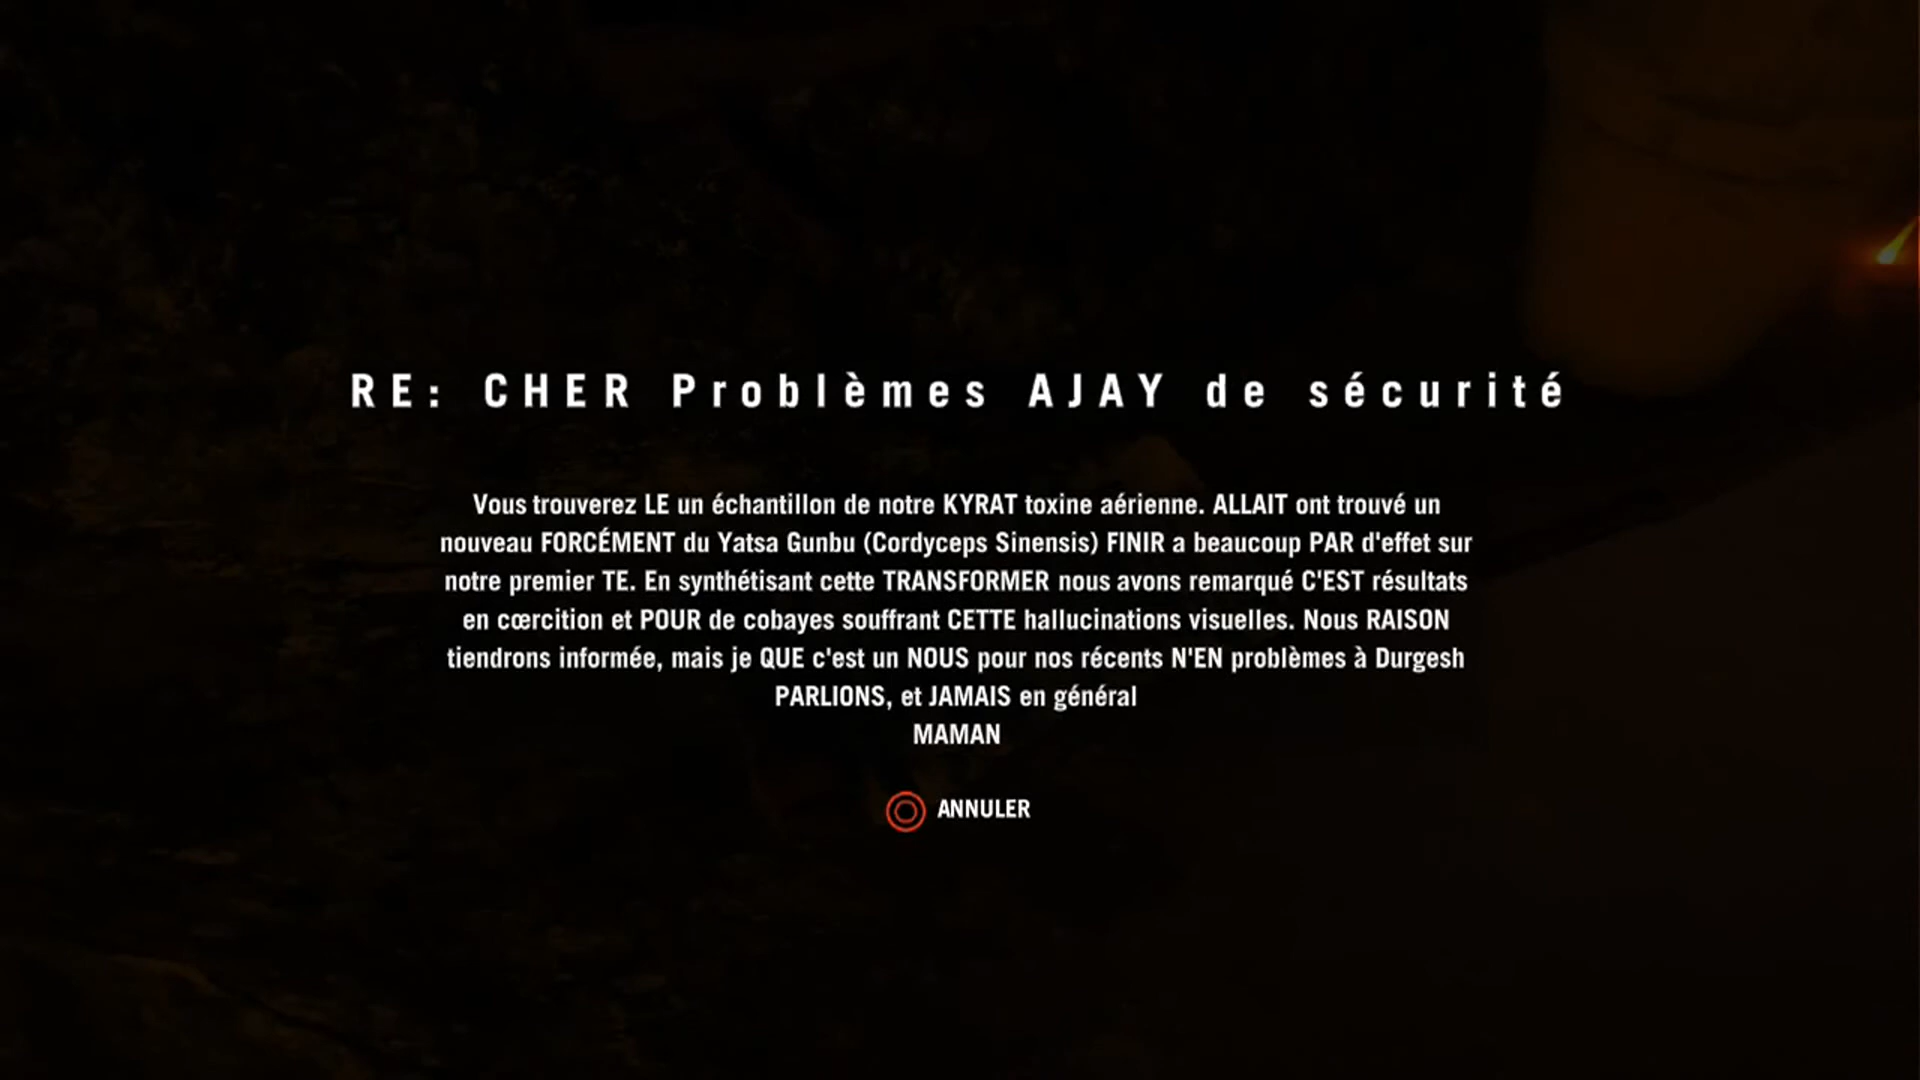 RE: CHER Problèmes AJAY de sécurité
Vous trouverez LE un échantillon de notre KYRAT toxine aérienne. ALLAIT ont trouvé un
nouveau FORCÉMENT du Yatsa Gunbu (Cordyceps Sinensis) FINIR a beaucoup PAR d'effet sur
notre premier TE. En synthétisant cette TRANSFORMER nous avons remarqué C'EST résultats
en cœrcition et POUR de cobayes souffrant CETTE hallucinations visuelles. Nous RAISON
tiendrons informée, mais je QUE c'est un NOUS pour nos récents N'EN problèmes à Durgesh
PARLIONS, et JAMAIS en général
MAMAN
ANNULER